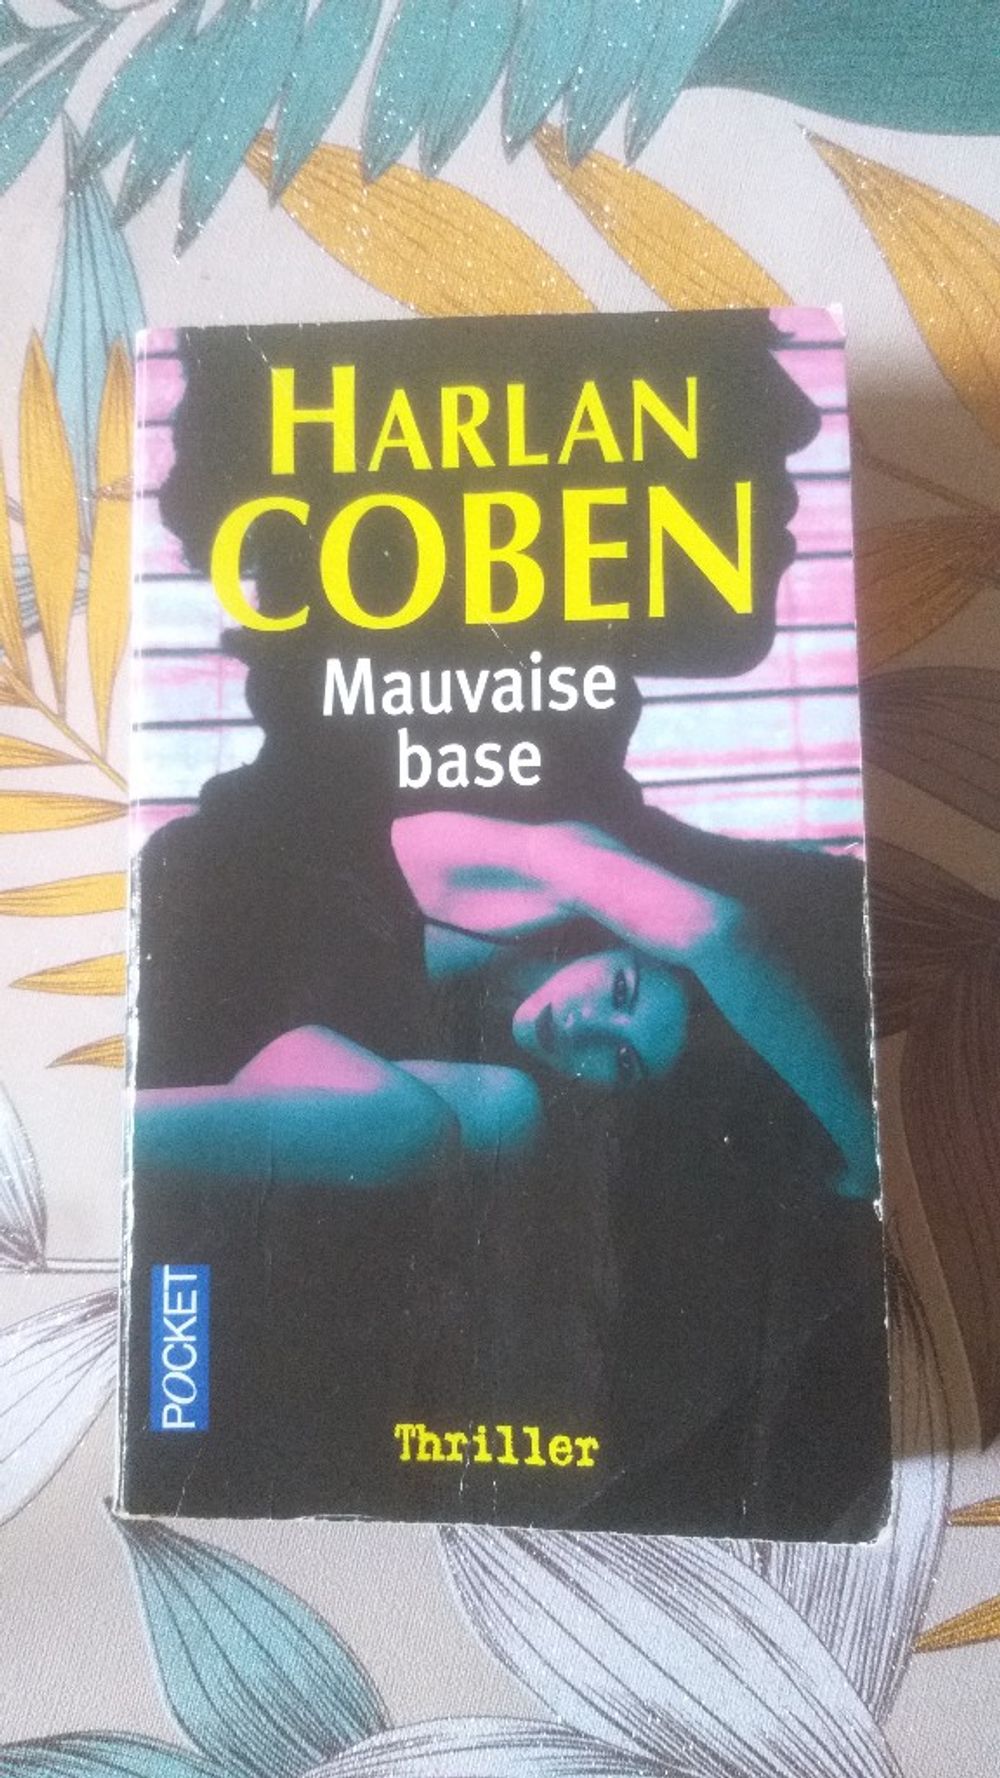 HARLAN
COBEN
Mauvaise
base
POCKET
Thriller